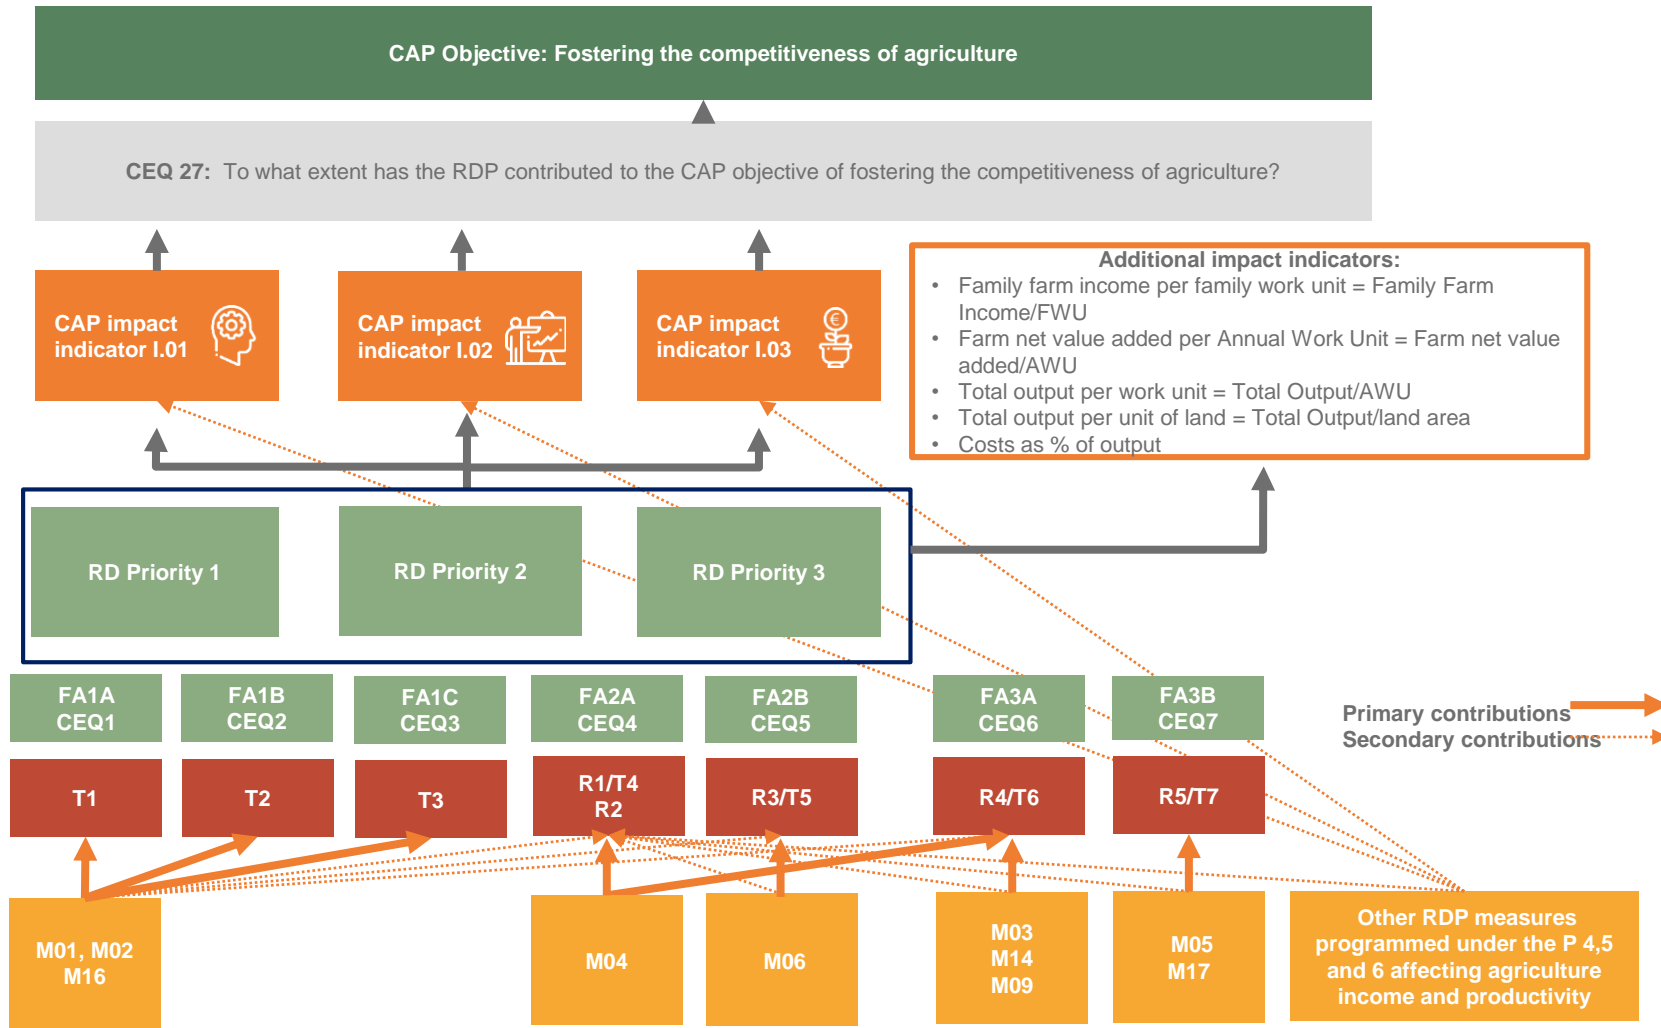 CAP Objective: Fostering the competitiveness of agriculture
CEQ 27: To what extent has the RDP contributed to the CAP objective of fostering the competitiveness of agriculture?
CAP impact
indicator I.01
CAP impact
indicator I.02
CAP impact
indicator I.03
€
Additional impact indicators:
• Family farm income per family work unit = Family Farm
Income/FWU
• Farm net value added per Annual Work Unit = Farm net value
added/AWU
• Total output per work unit = Total Output/AWU
• Total output per unit of land = Total Output/land area
• Costs as % of output
RD Priority 1
RD Priority 2
RD Priority 3
FA1A
CEQ1
FA1B
CEQ2
FA1C
CEQ3
FA2A
CEQ4
FA2B
CEQ5
FA3A
CEQ6
FA3B
CEQ7
Primary contributions
Secondary contributions
T1
T2
T3
R1/T4
R2
R3/T5
R4/T6
R5/T7
M01, M02
M16
M04
M06
M03
M14
M09
M05
M17
Other RDP measures
programmed under the P 4,5
and 6 affecting agriculture
income and productivity